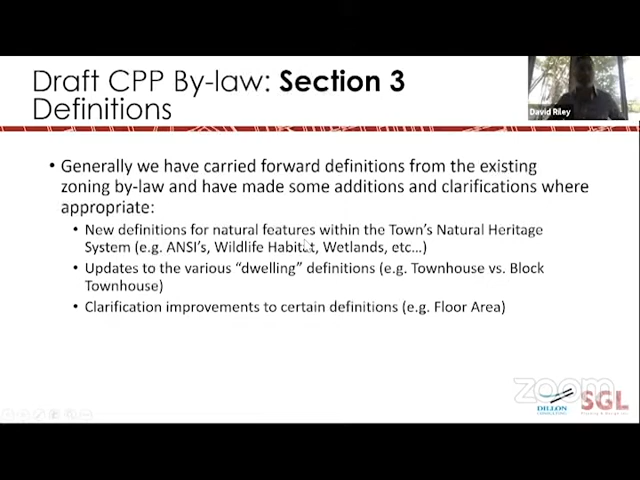 Draft CPP By-law: Section 3
Definitions
David Riley
• Generally we have carried forward definitions from the existing
zoning by-law and have made some additions and clarifications where
appropriate:
• New definitions for natural features within the Town's Natural Heritage
System (e.g. ANSI's, Wildlife Habitat, Wetlands, etc...)
• Updates to the various "dwelling" definitions (e.g. Townhouse vs. Block
Townhouse)
• Clarification improvements to certain definitions (e.g. Floor Area)
zoom
DILLON
CONSULTING
SGL